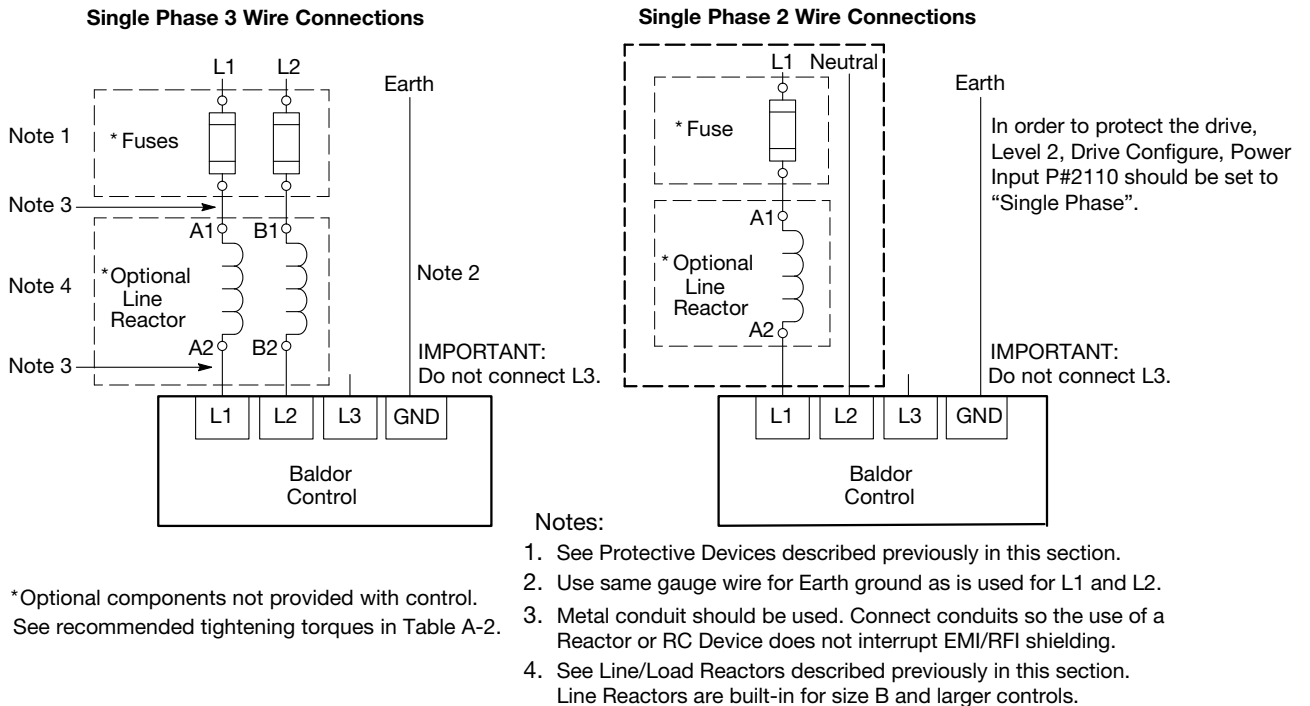 Single Phase 3 Wire Connections
L1
L2
Earth
Note 1
* Fuses
Note 3
A1
B1
Note 4
*Optional
Line
Reactor
Note 2
A2
B2
Note 3
IMPORTANT:
Do not connect L3.
L1
L2
L3
GND
Baldor
Control
Single Phase 2 Wire Connections
L1
Neutral
Earth
* Fuse
In order to protect the drive,
Level 2, Drive Configure, Power
Input P#2110 should be set to
“Single Phase”.
A1
* Optional
Line
Reactor
A2
IMPORTANT:
Do not connect L3.
L1
L2
L3
GND
Baldor
Control
*Optional components not provided with control.
See recommended tightening torques in Table A-2.
Notes:
1. See Protective Devices described previously in this section.
2. Use same gauge wire for Earth ground as is used for L1 and L2.
3. Metal conduit should be used. Connect conduits so the use of a
Reactor or RC Device does not interrupt EMI/RFI shielding.
4. See Line/Load Reactors described previously in this section.
Line Reactors are built-in for size B and larger controls.